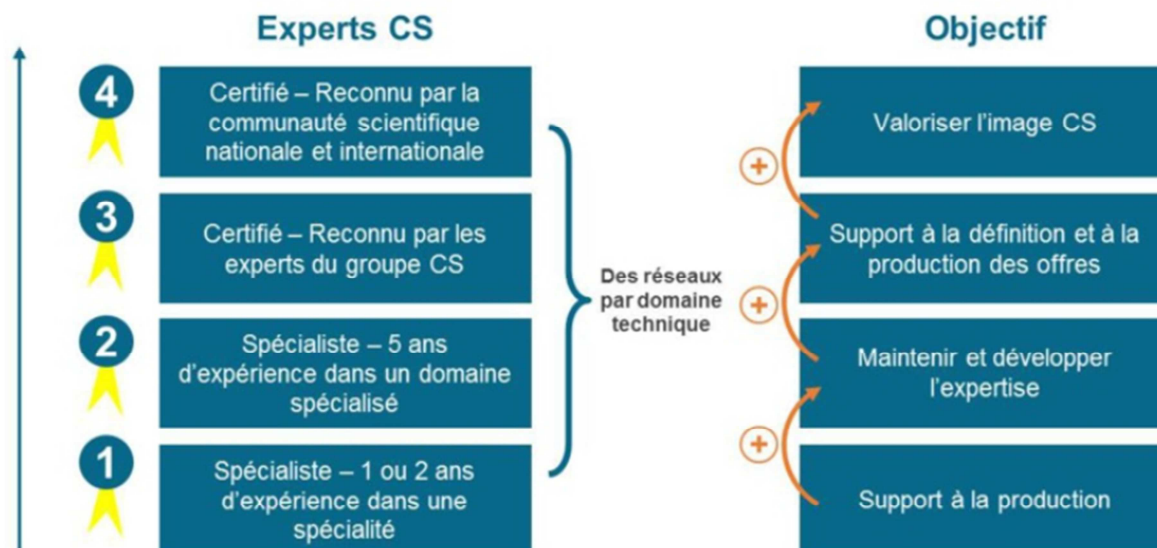 Experts CS
Objectif
4
Certifié – Reconnu par la
communauté scientifique
nationale et internationale
Valoriser l'image CS
+
3
Certifié – Reconnu par les
experts du groupe CS
Support à la définition et à la
production des offres
Des réseaux
par domaine
technique
+
2
Spécialiste – 5 ans
d'expérience dans un domaine
spécialisé
Maintenir et développer
l'expertise
+
1
Spécialiste – 1 ou 2 ans
d'expérience dans une
spécialité
Support à la production